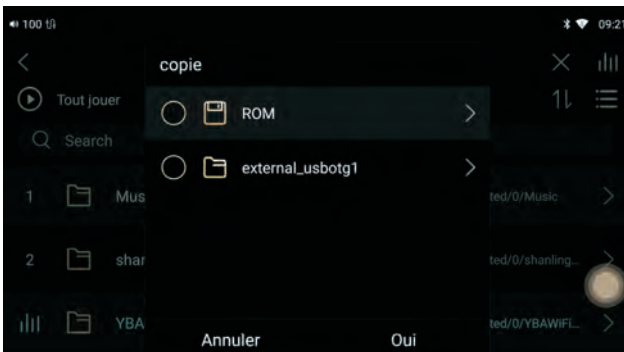 100
09:21
copie
Tout jouer
ROM
Search
external_usbotg1
1 Mus ted/0/Music
2 shar ted/0/shanling...
YBA ted/0/YBAWiFi...
Annuler Oui